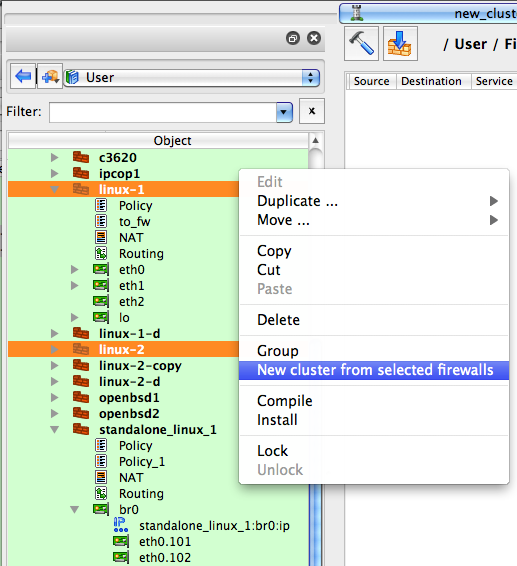 new_cluste
/ User / Fi
User
Filter:
x
Source Destination Service
Object
c3620
ipcop1
linux-1
Policy
to_fw
NAT
Routing
eth0
eth1
eth2
lo
linux-1-d
linux-2
linux-2-copy
linux-2-d
openbsd1
openbsd2
standalone_linux_1
Policy
Policy_1
NAT
Routing
br0
IP
standalone_linux_1:br0:ip
eth0.101
eth0.102
Edit
Duplicate ...
Move ...
Copy
Cut
Paste
Delete
Group
New cluster from selected firewalls
Compile
Install
Lock
Unlock